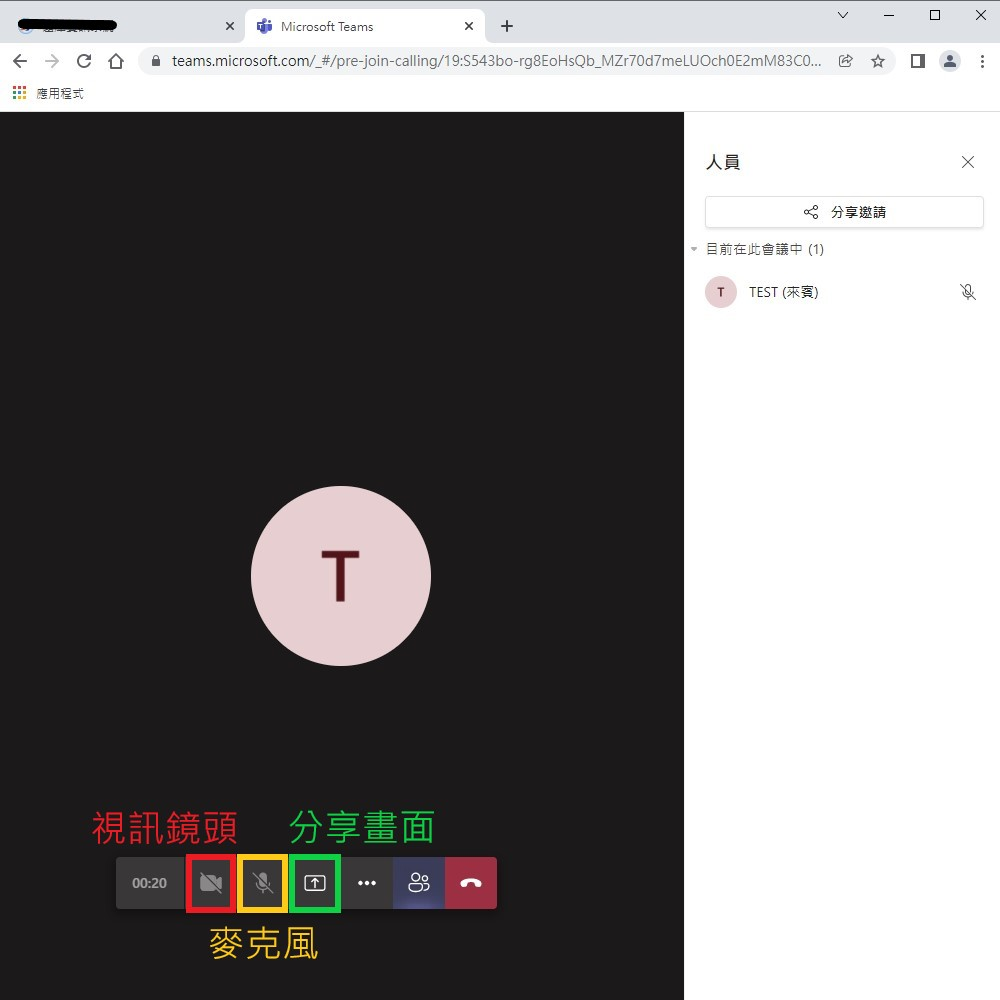 Microsoft Teams
teams.microsoft.com/_#/pre-join-calling/19:S543bo-rg8EoHsQb_MZr70d7meLUOch0E2mM83C0...
應用程式
人員
分享邀請
目前在此會議中 (1)
T
TEST (來賓)
T
視訊鏡頭
分享畫面
00:20
麥克風